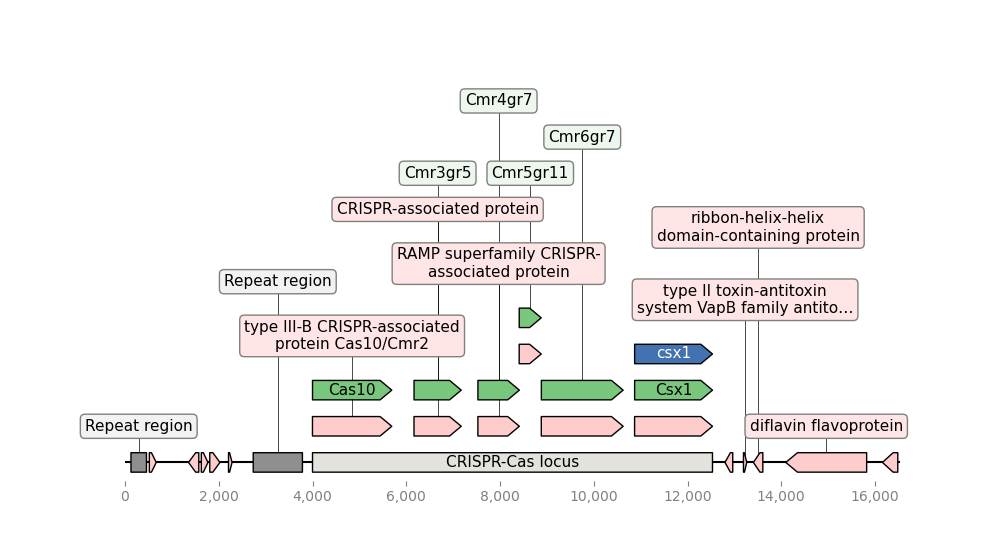 Cmr4gr7
Cmr6gr7
Cmr3gr5
Cmr5gr11
CRISPR-associated protein
ribbon-helix-helix
domain-containing protein
RAMP superfamily CRISPR-
associated protein
Repeat region
type II toxin-antitoxin
system VapB family antito...
type III-B CRISPR-associated
protein Cas10/Cmr2
csx1
Cas10
Csx1
Repeat region
diflavin flavoprotein
CRISPR-Cas locus
0
2,000
4,000
6,000
8,000
10,000
12,000
14,000
16,000